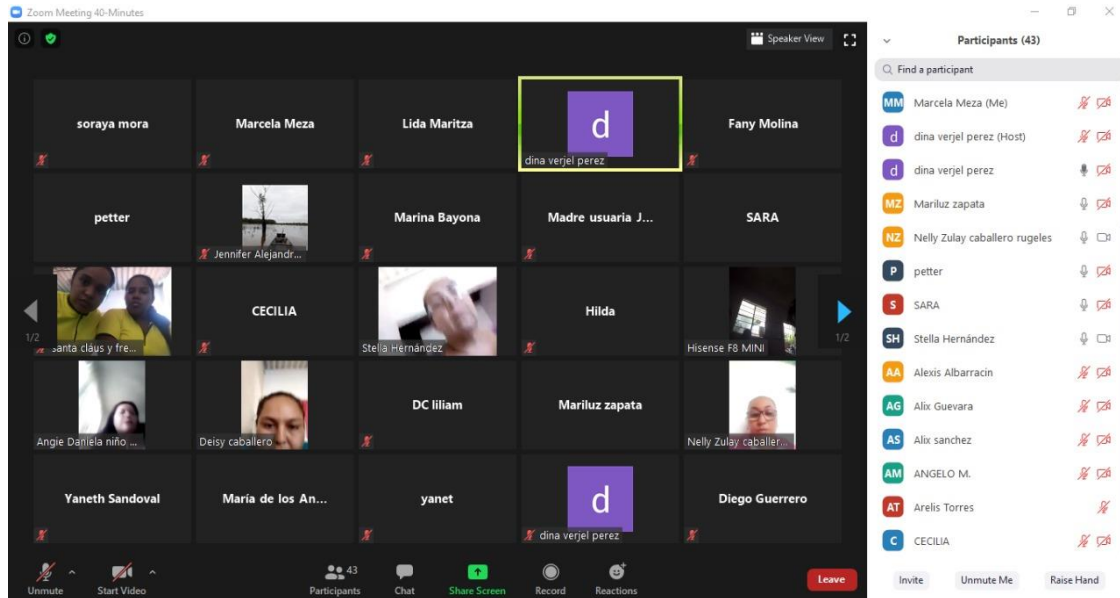 Zoom Meeting 40-Minutes
Speaker View
soraya mora
Marcela Meza
Lida Maritza
d
dina verjel perez
Fany Molina
petter
Jennifer Alejandr...
Marina Bayona
Madre usuaria J...
SARA
1/2
santa claus y fre...
CECILIA
Stella Hernández
Hilda
Hisense F8 MINI
1/2
Angie Daniela niño ...
Deisy caballero
DC liliam
Mariluz zapata
Nelly Zulay caballer...
Yaneth Sandoval
María de los An...
yanet
d
dina verjel perez
Diego Guerrero
Unmute
Start Video
43
Participants
Chat
Share Screen
Record
Reactions
Leave
Participants (43)
Find a participant
MM Marcela Meza (Me)
d dina verjel perez (Host)
d dina verjel perez
MZ Mariluz zapata
NZ Nelly Zulay caballero rugeles
P petter
S SARA
SH Stella Hernández
AA Alexis Albarracin
AG Alix Guevara
AS Alix sanchez
AM ANGELO M.
AT Arelis Torres
C CECILIA
Invite
Unmute Me
Raise Hand